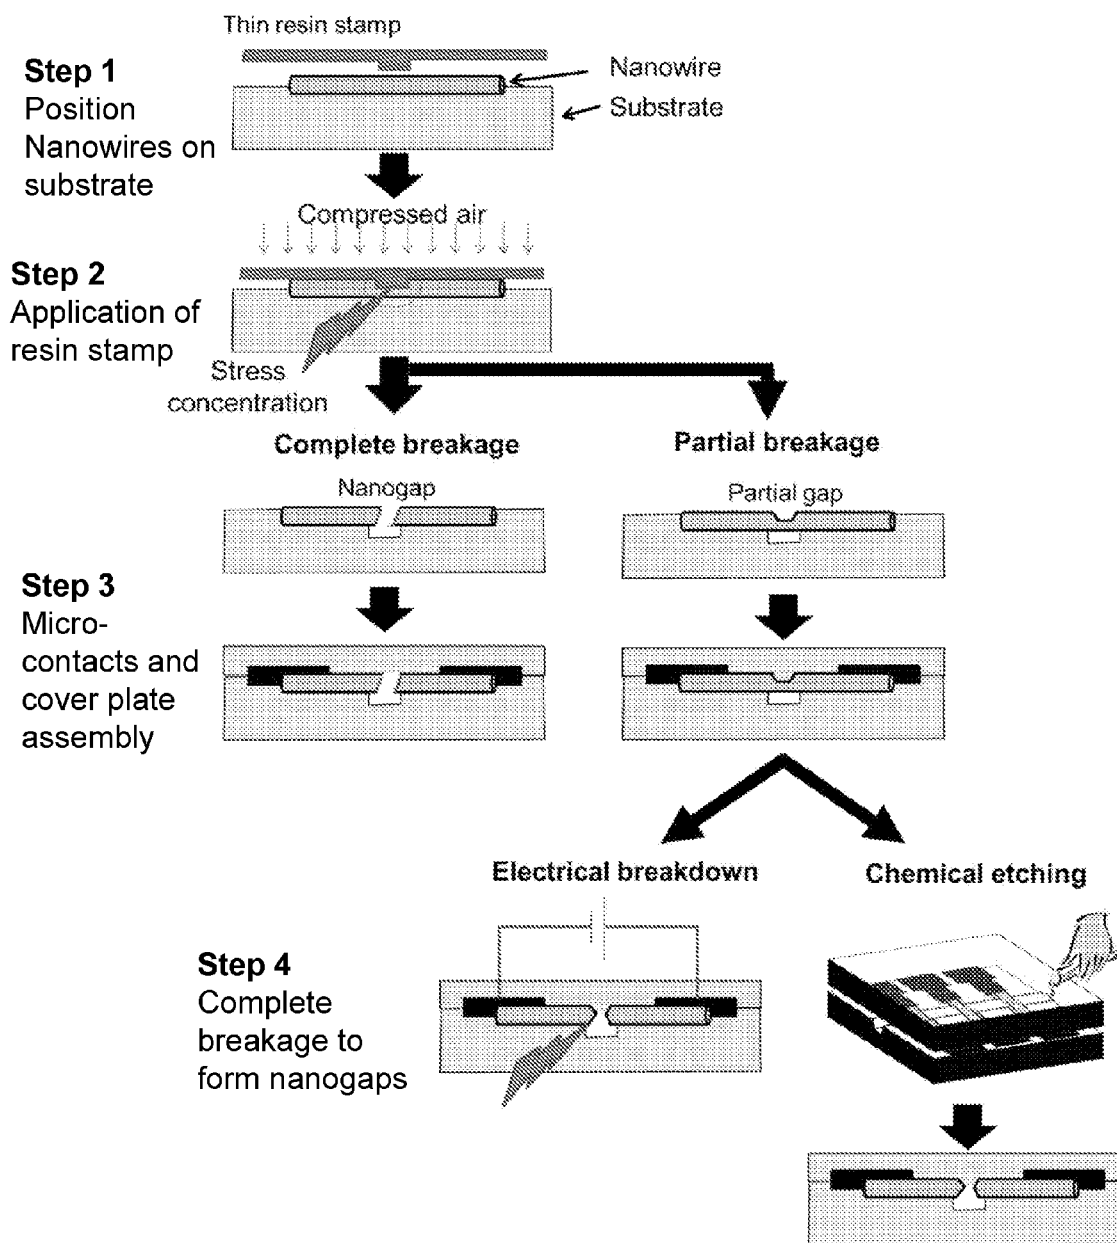 Thin resin stamp
Step 1
Position
Nanowires on
substrate
Nanowire
Substrate
Compressed air
Step 2
Application of
resin stamp
Stress
concentration
Complete breakage
Partial breakage
Nanogap
Partial gap
Step 3
Micro-
contacts and
cover plate
assembly
Electrical breakdown
Chemical etching
Step 4
Complete
breakage to
form nanogaps